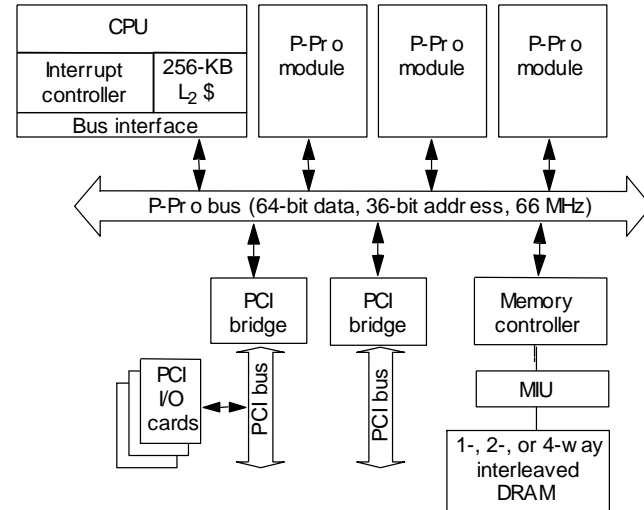 CPU
Interrupt
controller
256-KB
L2 $
Bus interface
P-Pro
module
P-Pro
module
P-Pro
module
P-Pro bus (64-bit data, 36-bit address, 66 MHz)
PCI
bridge
PCI
bridge
Memory
controller
PCI
I/O
cards
PCI bus
PCI bus
MIU
1-, 2-, or 4-way
interleaved
DRAM